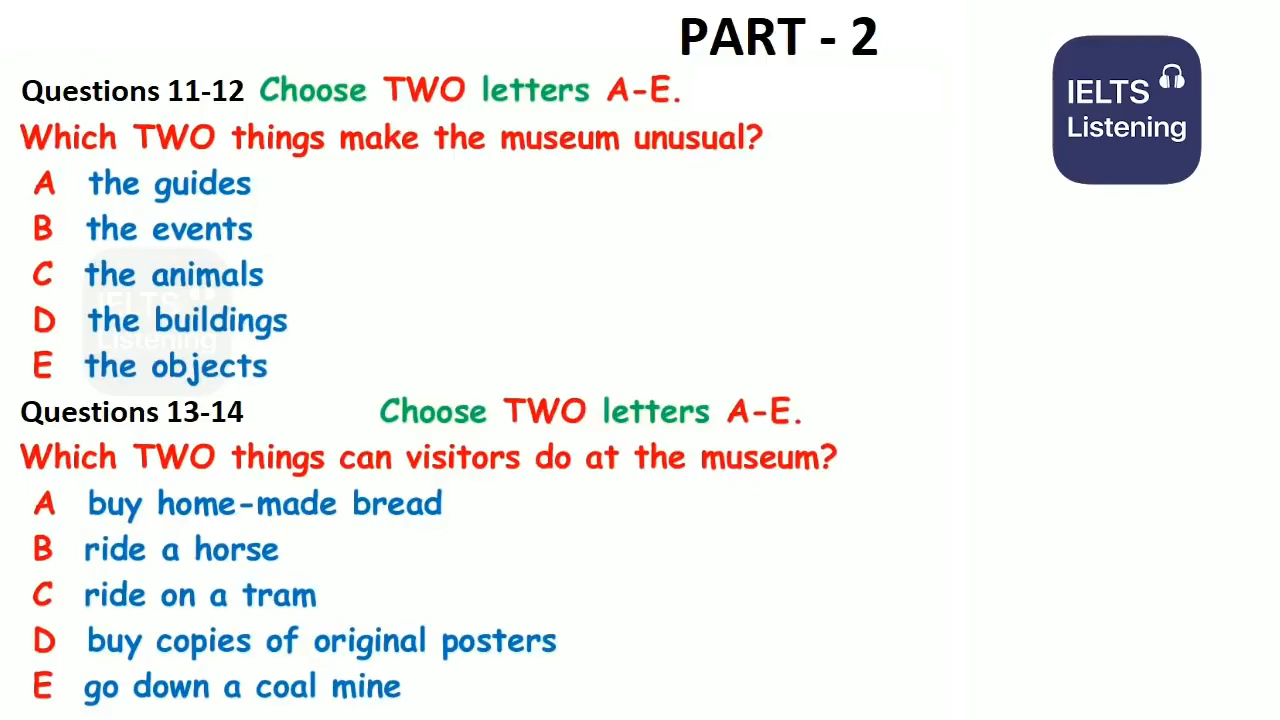 PART - 2
IELTS
Listening
Questions 11-12 Choose TWO letters A-E.
Which TWO things make the museum unusual?
A the guides
B the events
C the animals
D the buildings
E the objects
IELTS
Listening
Questions 13-14 Choose TWO letters A-E.
Which TWO things can visitors do at the museum?
A buy home-made bread
B ride a horse
C ride on a tram
D buy copies of original posters
E go down a coal mine